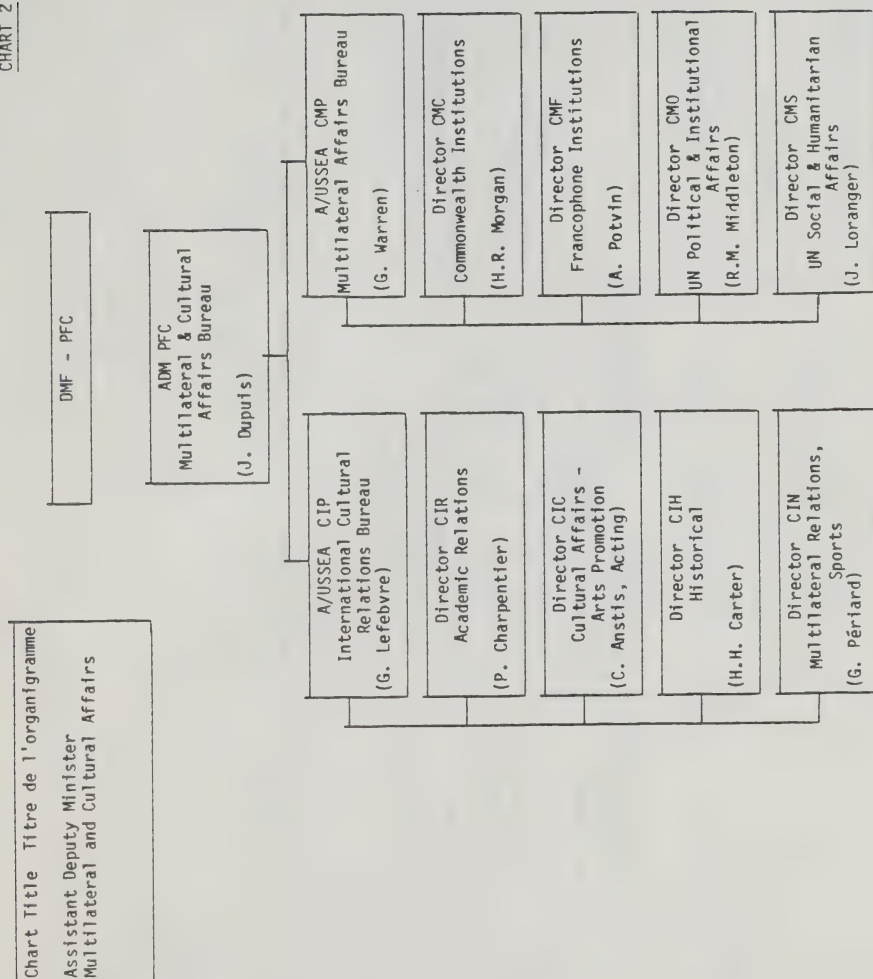 CHART 2
Chart Title Titre de l'organigramme
Assistant Deputy Minister
Multilateral and Cultural Affairs
DMF - PFC
ADM PFC
Multilateral & Cultural
Affairs Bureau
(J. Dupuis)
A/USSEA CIP
International Cultural
Relations Bureau
(G. Lefebvre)
Director CIR
Academic Relations
(P. Charpentier)
Director CIC
Cultural Affairs -
Arts Promotion
(C. Anstis, Acting)
Director CIH
Historical
(H.H. Carter)
Director CIN
Multilateral Relations,
Sports
(G. Périard)
A/USSEA CMP
Multilateral Affairs Bureau
(G. Warren)
Director CMC
Commonwealth Institutions
(H.R. Morgan)
Director CMF
Francophone Institutions
(A. Potvin)
Director CMO
UN Political & Institutional
Affairs
(R.M. Middleton)
Director CMS
UN Social & Humanitarian
Affairs
(J. Loranger)